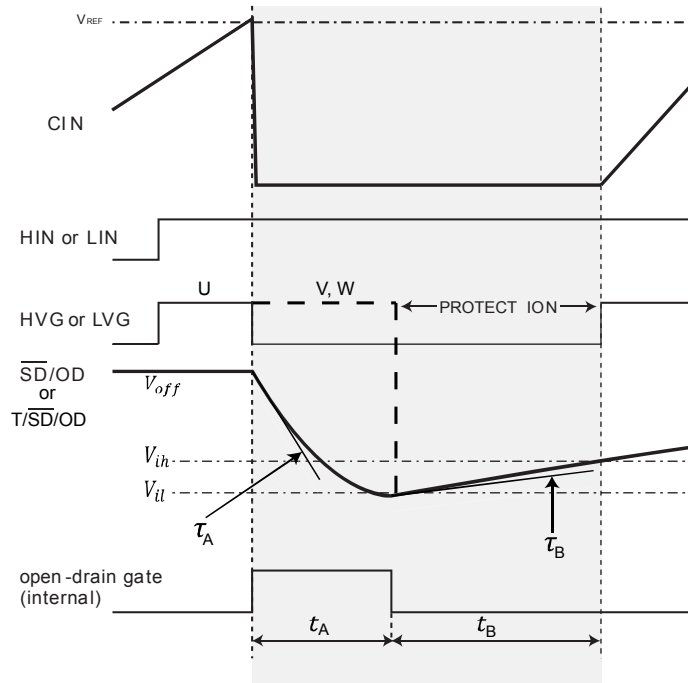 VREF
CIN
HIN or LIN
U
V, W
PROTECT ION
HVG or LVG
SD/OD
or
T/SD/OD
Voff
Vih
Vil
τA
τB
open-drain gate
(internal)
tA
tB